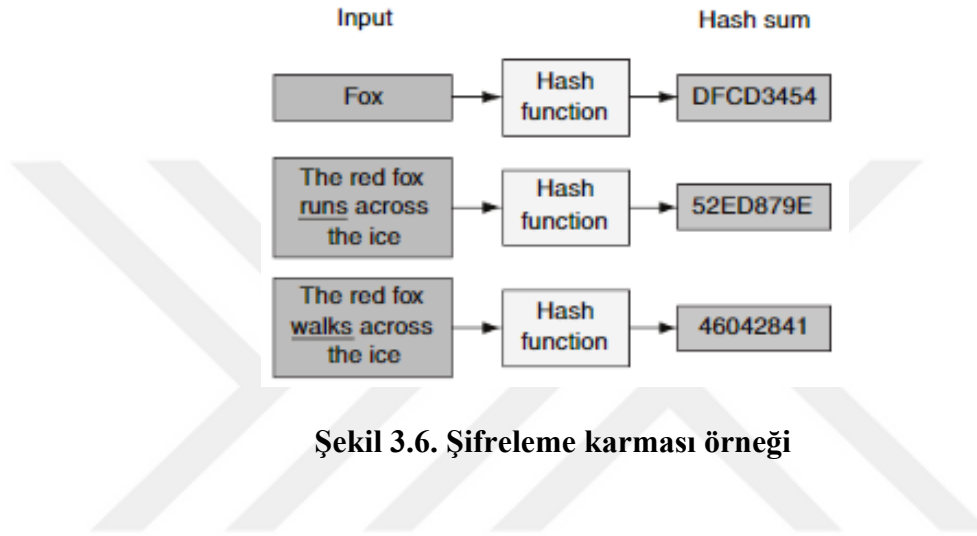 Input Hash sum
Fox Hash function DFCD3454
The red fox
runs across
the ice
Hash
function
52ED879E
The red fox
walks across
the ice
Hash
function
46042841
Şekil 3.6. Şifreleme karması örneği